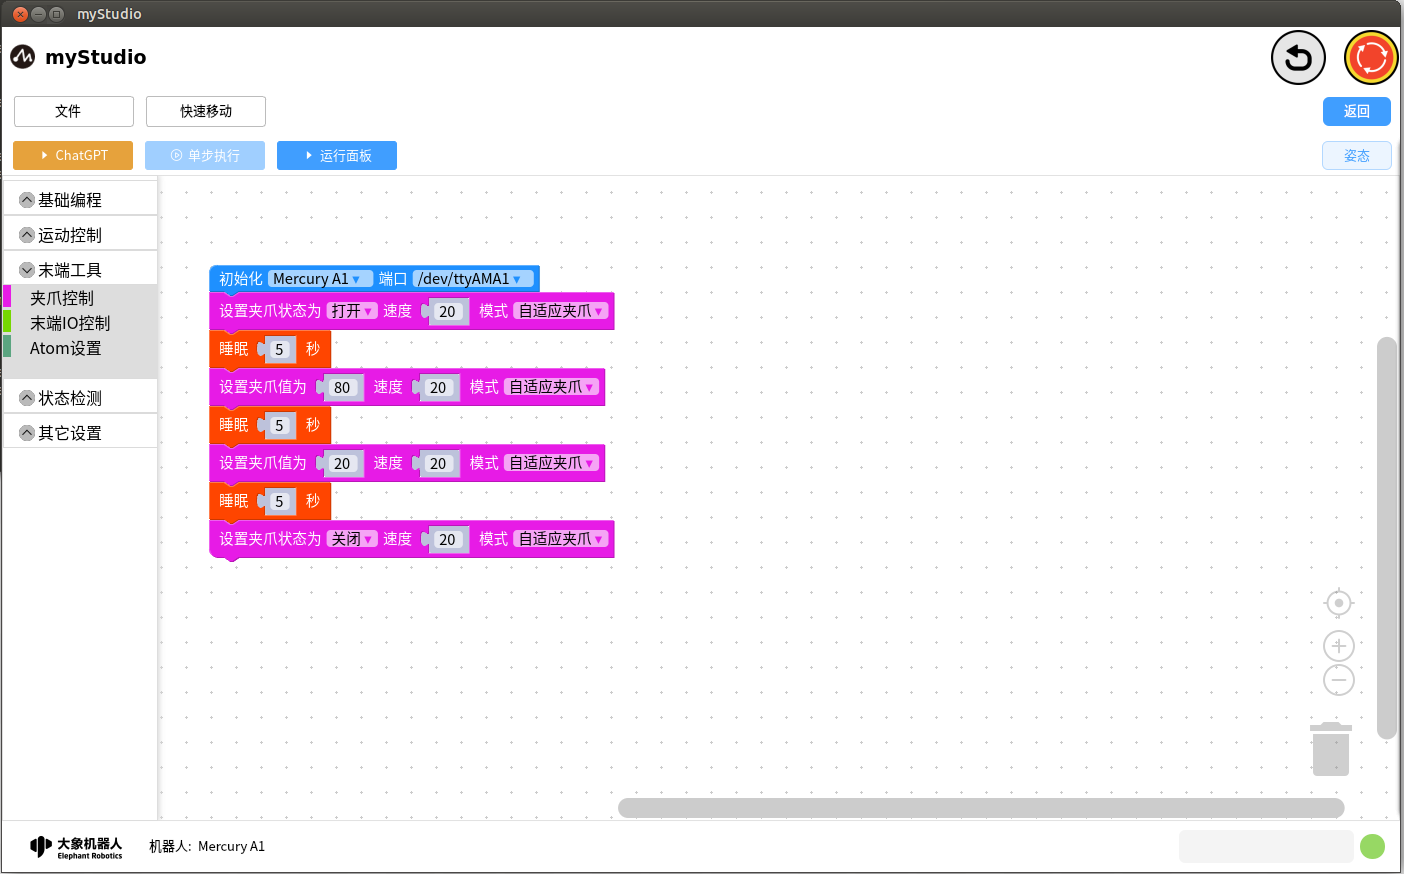 myStudio
myStudio
文件 快速移动 返回
ChatGPT 单步执行 运行面板 姿态
基础编程
运动控制
末端工具
夹爪控制
末端IO控制
Atom设置
状态检测
其它设置
初始化 Mercury A1 端口 /dev/ttyAMA1
设置夹爪状态为 打开 速度 20 模式 自适应夹爪
睡眠 5 秒
设置夹爪值为 80 速度 20 模式 自适应夹爪
睡眠 5 秒
设置夹爪值为 20 速度 20 模式 自适应夹爪
睡眠 5 秒
设置夹爪状态为 关闭 速度 20 模式 自适应夹爪
大象机器人
Elephant Robotics
机器人: Mercury A1